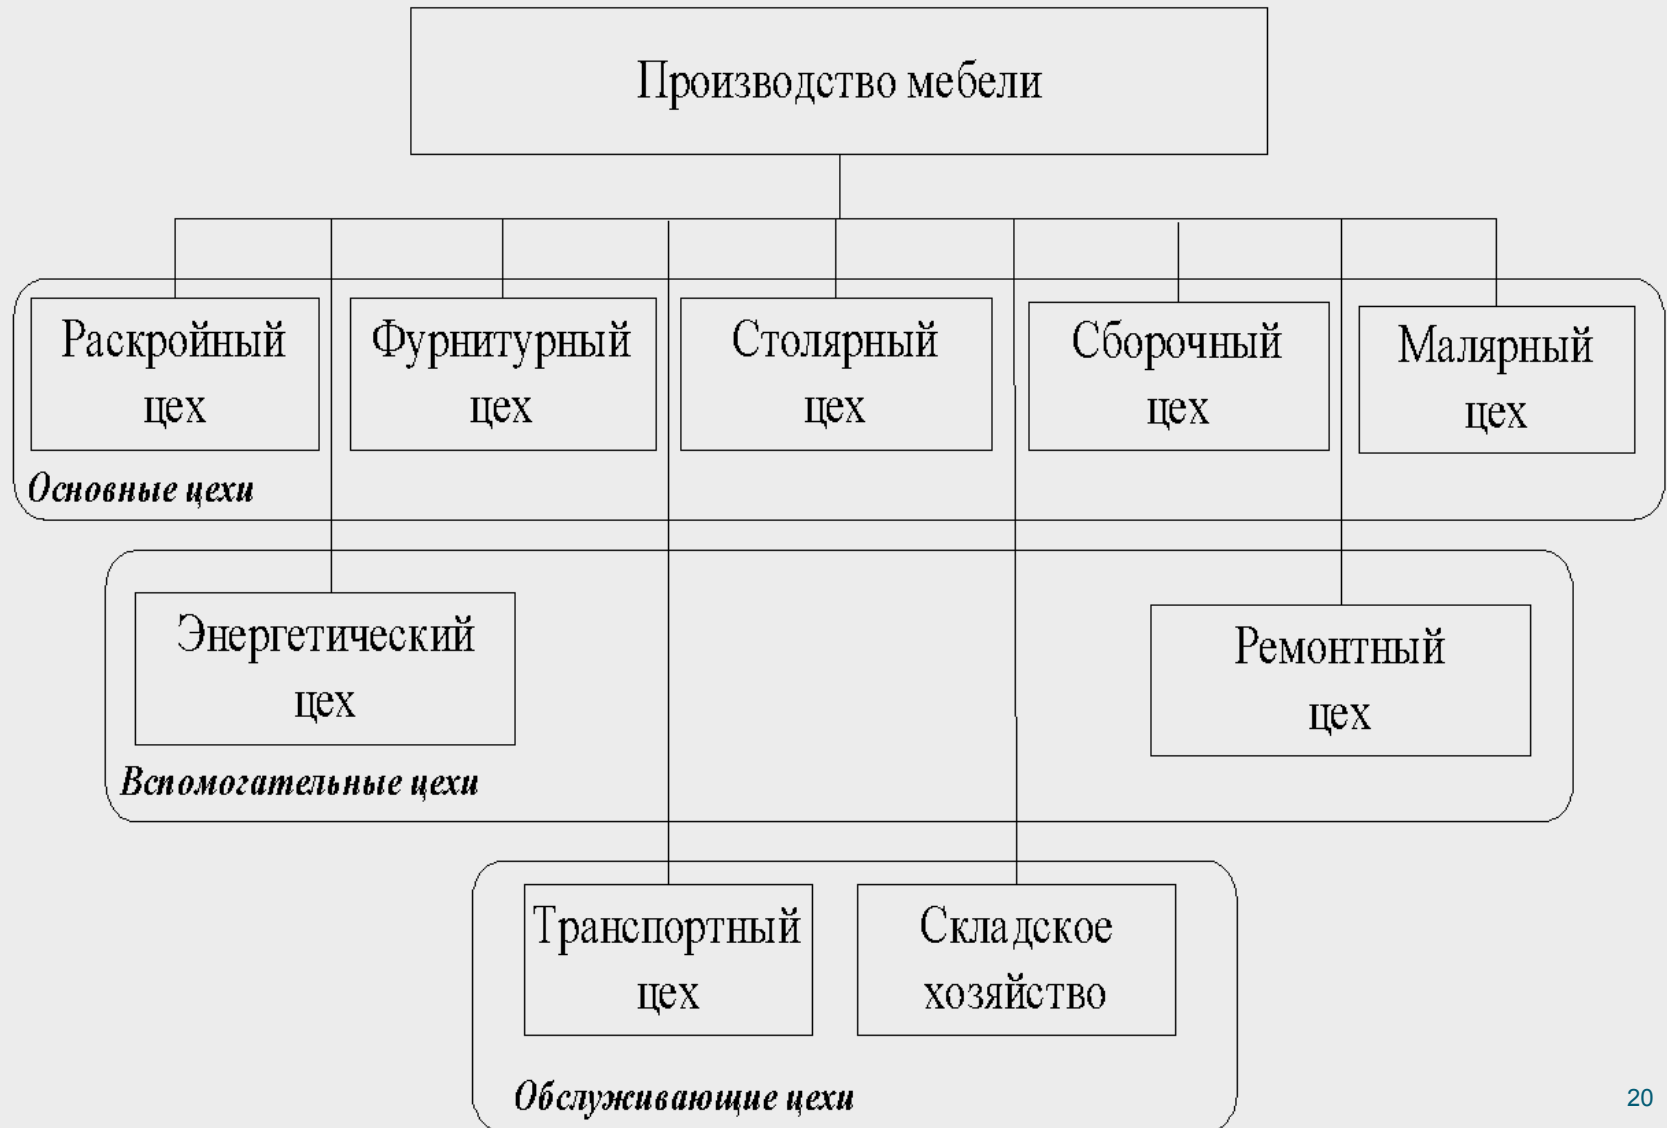 Производство мебели
Раскройный
цех
Фурнитурный
цех
Столярный
цех
Сборочный
цех
Малярный
цех
Основные цехи
Энергетический
цех
Ремонтный
цех
Вспомогательные цехи
Транспортный
цех
Складское
хозяйство
Обслуживающие цехи
20